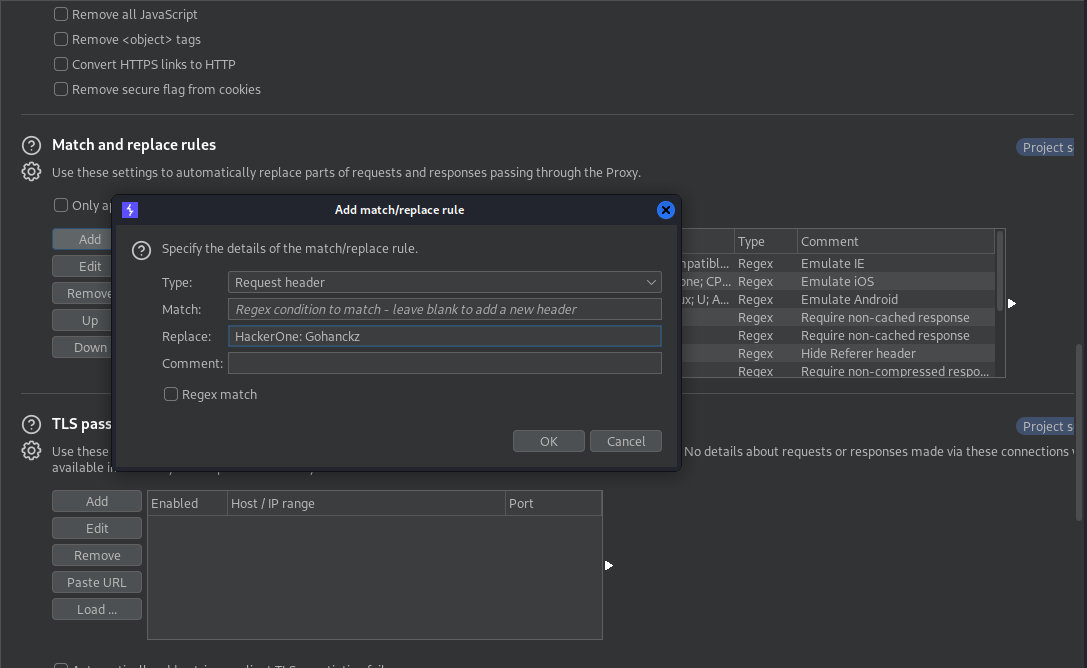 Remove all JavaScript
Remove <object> tags
Convert HTTPS links to HTTP
Remove secure flag from cookies
Match and replace rules
Project s
Use these settings to automatically replace parts of requests and responses passing through the Proxy.
Only a
Add match/replace rule
Specify the details of the match/replace rule.
Type: Request header
Match: Regex condition to match - leave blank to add a new header
Replace: HackerOne: Gohanckz
Comment:
Regex match
OK Cancel
Add
Edit
Remove
Up
Down
Type Comment
mpatibl... Regex Emulate IE
one; CP... Regex Emulate iOS
ux; U; A... Regex Emulate Android
Regex Require non-cached response
Regex Require non-cached response
Regex Hide Referer header
Regex Require non-compressed respo...
TLS pass
Project s
Use these
No details about requests or responses made via these connections
available in
Add
Edit
Remove
Paste URL
Load ...
Enabled Host / IP range Port